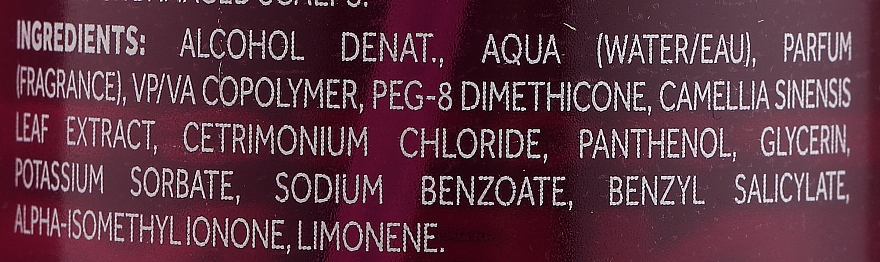 SCALPS.
INGREDIENTS: ALCOHOL DENAT., AQUA (WATER/EAU), PARFUM
(FRAGRANCE), VP/VA COPOLYMER, PEG-8 DIMETHICONE, CAMELLIA SINENSIS
LEAF EXTRACT, CETRIMONIUM CHLORIDE, PANTHENOL, GLYCERIN,
POTASSIUM SORBATE, SODIUM BENZOATE, BENZYL SALICYLATE,
ALPHA-ISOMETHYL IONONE, LIMONENE.